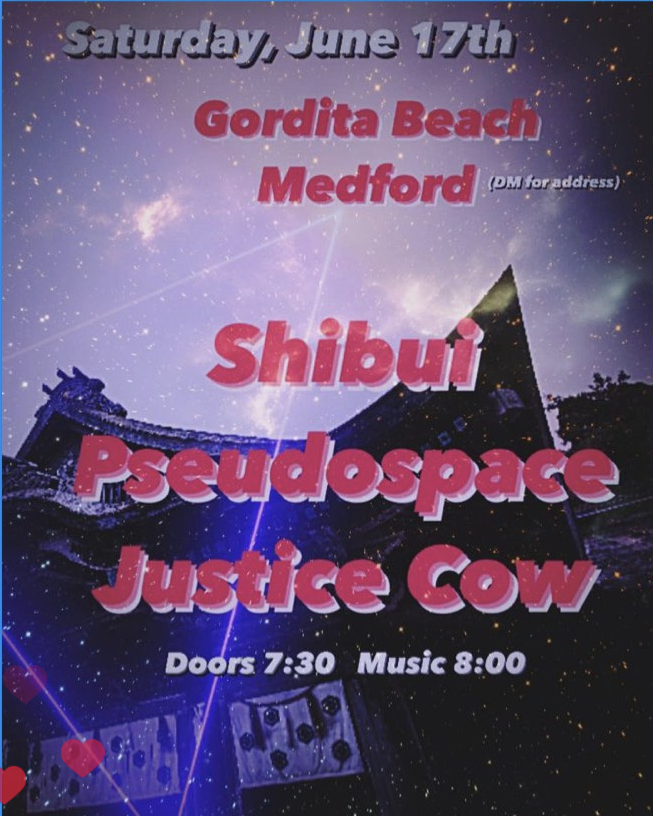 Saturday, June 17th
Gordita Beach
Medford (DM for address)
Shibui
Pseudospace
Justice Cow
Doors 7:30 Music 8:00